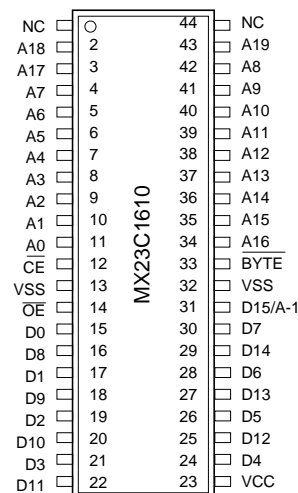 NC 44 NC
A18 2 43 A19
A17 3 42 A8
A7 4 41 A9
A6 5 40 A10
A5 6 39 A11
A4 7 38 A12
A3 8 37 A13
A2 9 36 A14
A1 10 35 A15
A0 11 34 A16
CE 12 33 BYTE
VSS 13 32 VSS
OE 14 31 D15/A-1
D0 15 30 D7
D8 16 29 D14
D1 17 28 D6
D9 18 27 D13
D2 19 26 D5
D10 20 25 D12
D3 21 24 D4
D11 22 23 VCC
MX23C1610